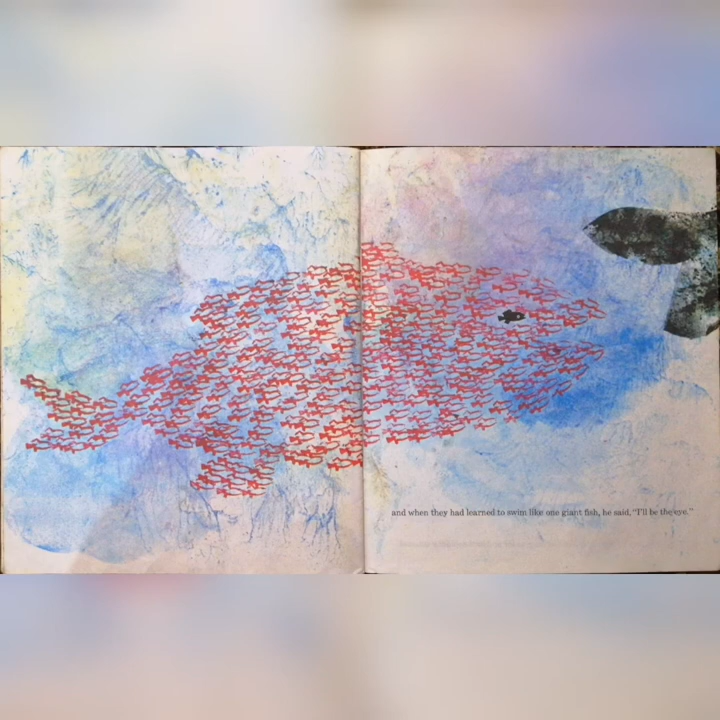 and when they had learned to swim like one giant fish, he said, “I’ll be the eye.”